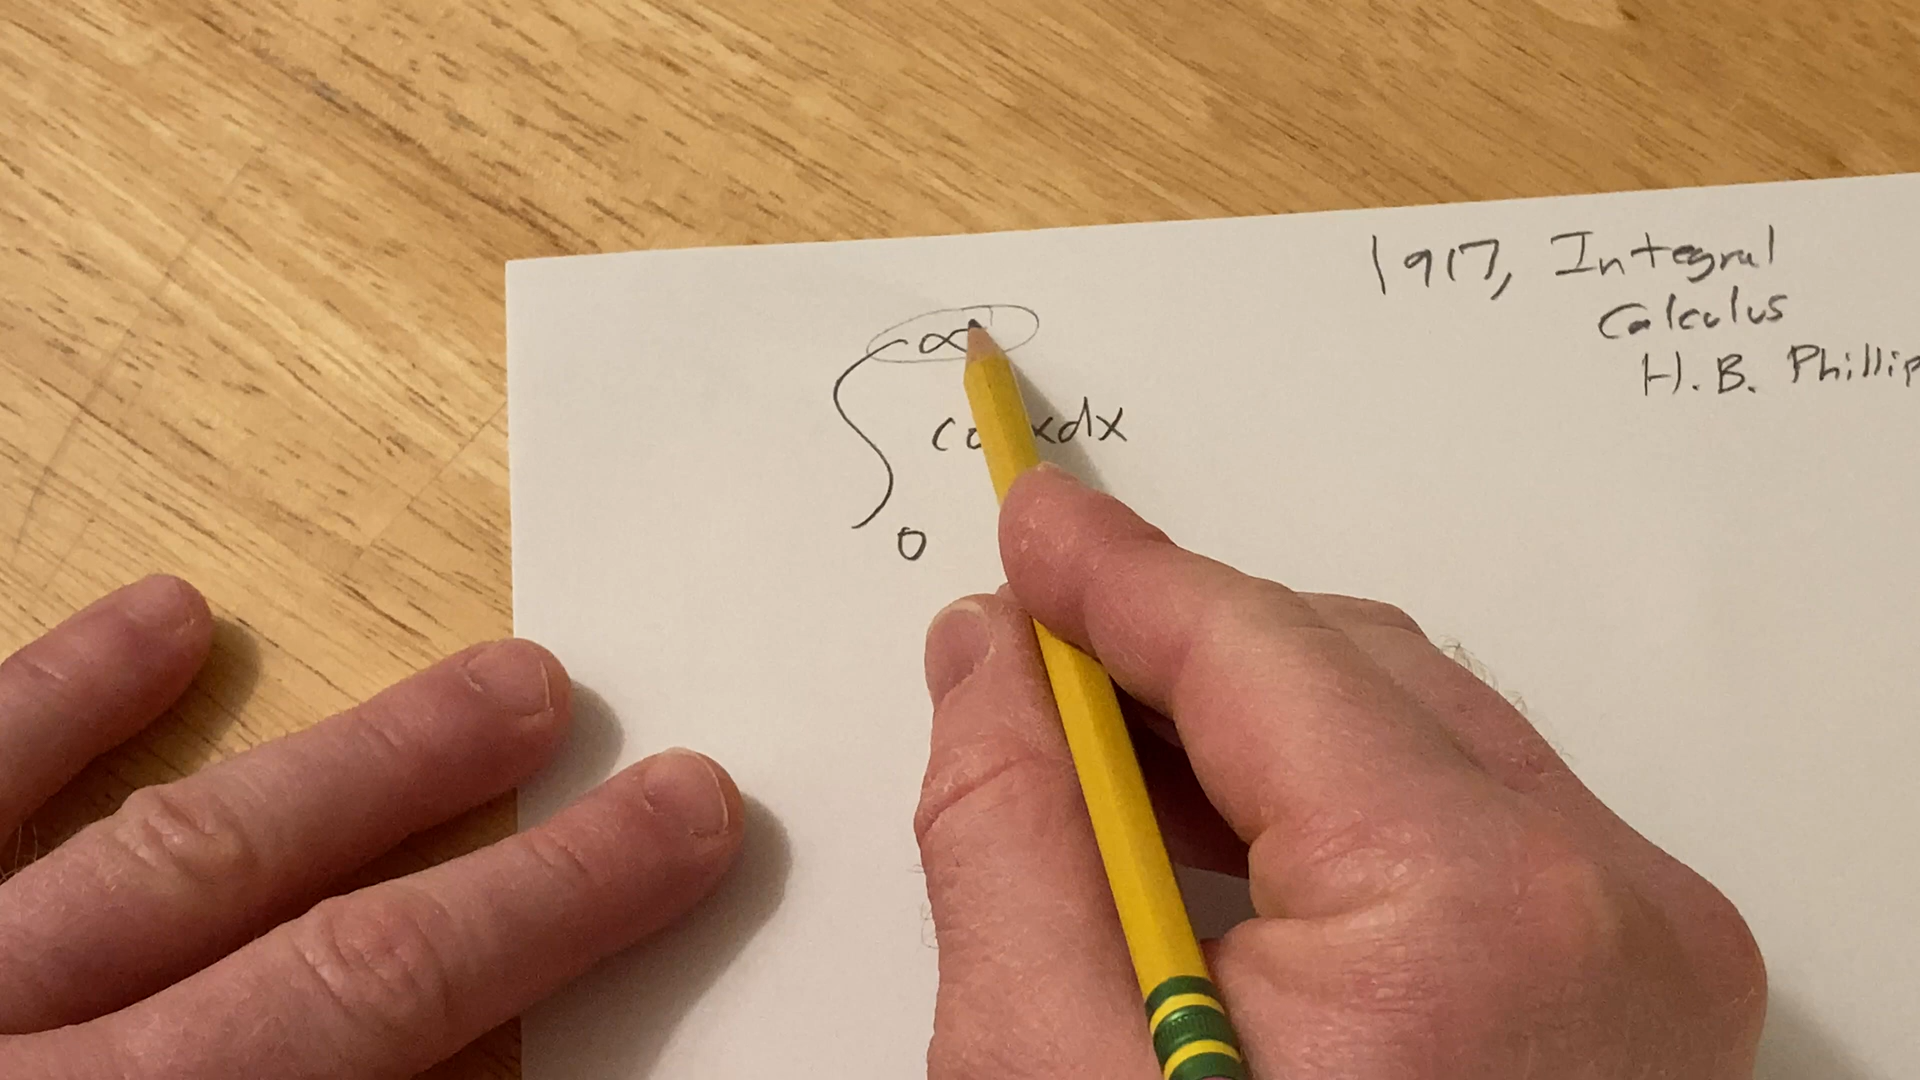 1917, Integral
Calculus
H. B. Phillip
∞
∫
xdx
0